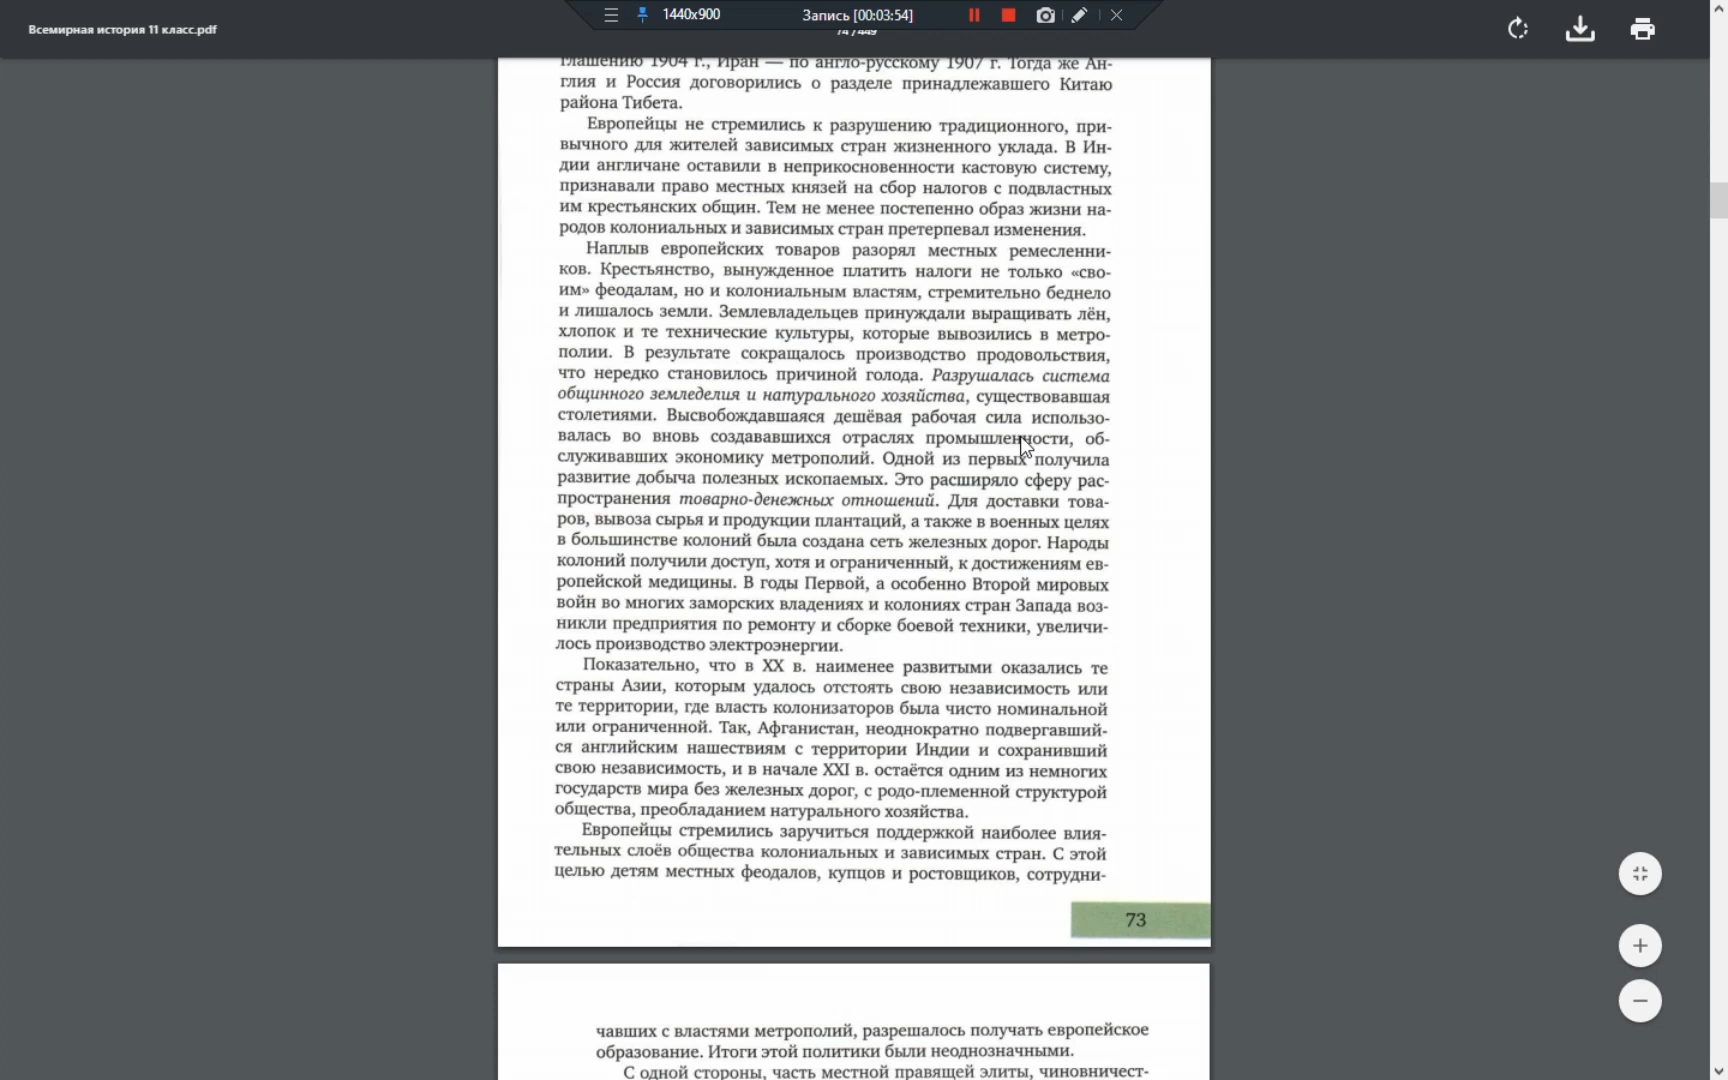 1440x900
Запись [00:03:54]
Всемирная история 11 класс.pdf
74 / 449
глашению 1904 г., Иран — по англо-русскому 1907 г. Тогда же Ан-
глия и Россия договорились о разделе принадлежавшего Китаю
района Тибета.
Европейцы не стремились к разрушению традиционного, при-
вычного для жителей зависимых стран жизненного уклада. В Ин-
дии англичане оставили в неприкосновенности кастовую систему,
признавали право местных князей на сбор налогов с подвластных
им крестьянских общин. Тем не менее постепенно образ жизни на-
родов колониальных и зависимых стран претерпевал изменения.
Наплыв европейских товаров разорял местных ремесленни-
ков. Крестьянство, вынужденное платить налоги не только «сво-
им» феодалам, но и колониальным властям, стремительно беднело
и лишалось земли. Землевладельцев принуждали выращивать лён,
хлопок и те технические культуры, которые вывозились в метро-
полии. В результате сокращалось производство продовольствия,
что нередко становилось причиной голода. Разрушалась система
общинного земледелия и натурального хозяйства, существовавшая
столетиями. Высвобождавшаяся дешёвая рабочая сила использо-
валась во вновь создававшихся отраслях промышленности, об-
служивавших экономику метрополий. Одной из первых получила
развитие добыча полезных ископаемых. Это расширяло сферу рас-
пространения товарно-денежных отношений. Для доставки това-
ров, вывоза сырья и продукции плантаций, а также в военных целях
в большинстве колоний была создана сеть железных дорог. Народы
колоний получили доступ, хотя и ограниченный, к достижениям ев-
ропейской медицины. В годы Первой, а особенно Второй мировых
войн во многих заморских владениях и колониях стран Запада воз-
никли предприятия по ремонту и сборке боевой техники, увеличи-
лось производство электроэнергии.
Показательно, что в XX в. наименее развитыми оказались те
страны Азии, которым удалось отстоять свою независимость или
те территории, где власть колонизаторов была чисто номинальной
или ограниченной. Так, Афганистан, неоднократно подвергавший-
ся английским нашествиям с территории Индии и сохранивший
свою независимость, и в начале XXI в. остаётся одним из немногих
государств мира без железных дорог, с родо-племенной структурой
общества, преобладанием натурального хозяйства.
Европейцы стремились заручиться поддержкой наиболее влия-
тельных слоёв общества колониальных и зависимых стран. С этой
целью детям местных феодалов, купцов и ростовщиков, сотрудни-
73
чавших с властями метрополий, разрешалось получать европейское
образование. Итоги этой политики были неоднозначными.
С одной стороны, часть местной правящей элиты, чиновничест-